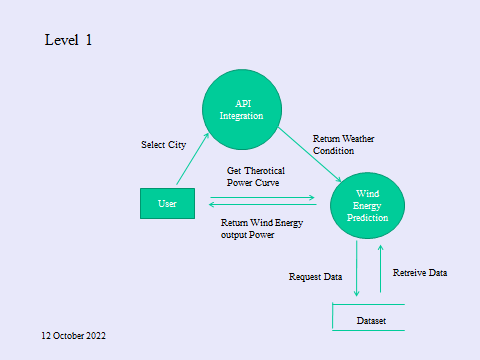 Level 1
API
Integration
Select City
Return Weather
Condition
Get Therotical
Power Curve
User
Wind
Energy
Prediction
Return Wind Energy
output Power
Request Data
Retreive Data
Dataset
12 October 2022